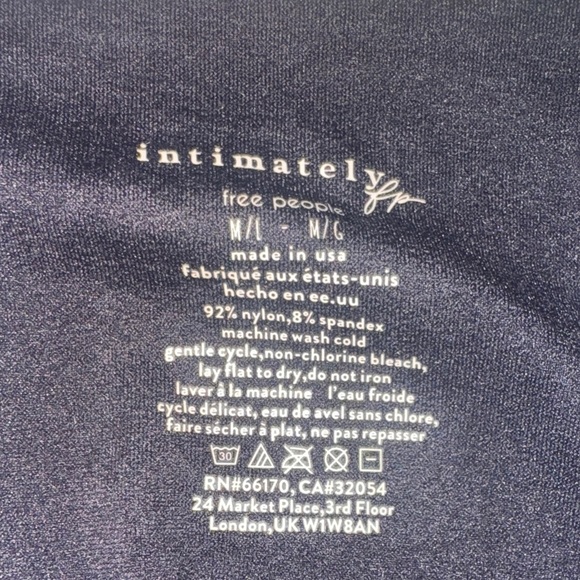 intimately fp
free people
M/L - M/G
made in usa
fabriqué aux états-unis
hecho en ee.uu
92% nylon,8% spandex
machine wash cold
gentle cycle,non-chlorine bleach,
lay flat to dry,do not iron
laver â la machine l'eau froide
cycle délicat, eau de avel sans chlore,
faire sécher à plat, ne pas repasser
30
RN#66170, CA#32054
24 Market Place,3rd Floor
London,UK W1W8AN